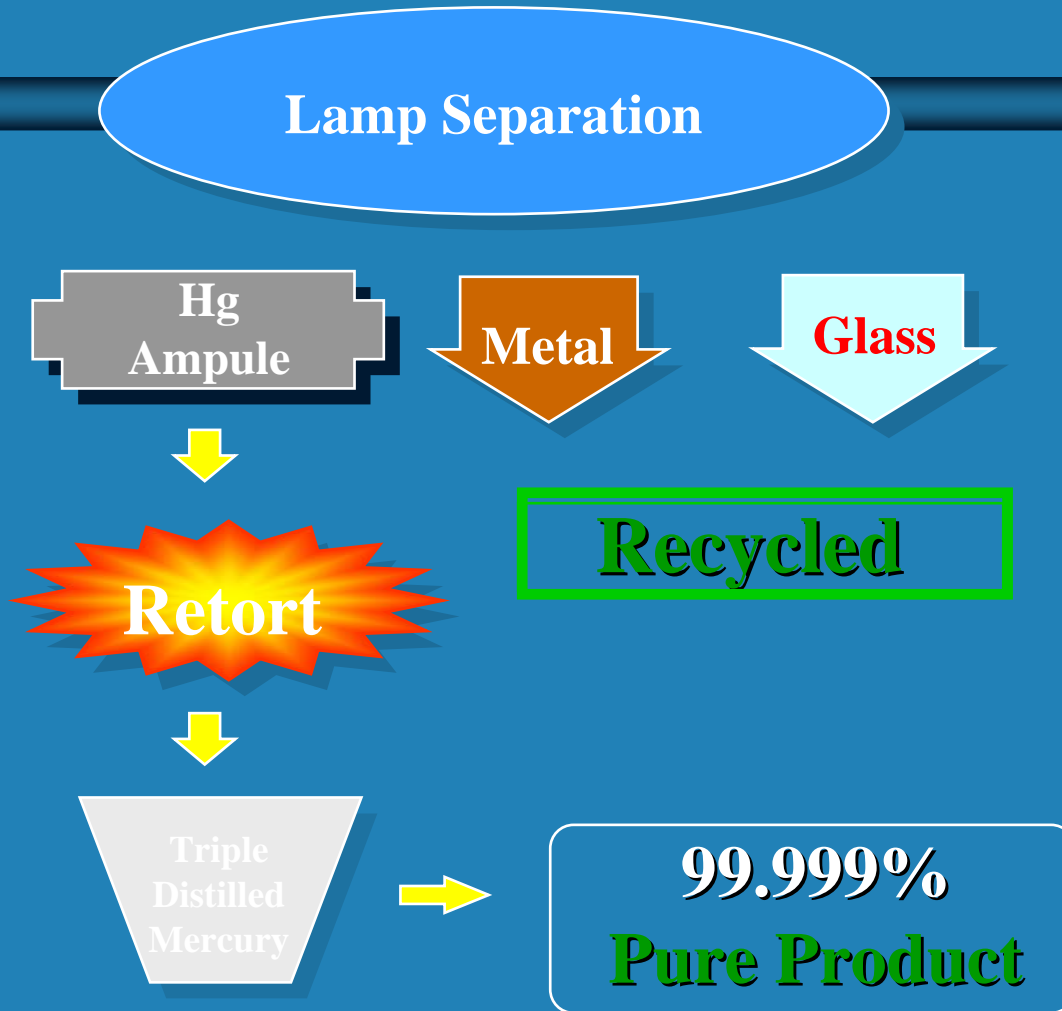 Lamp Separation
Hg
Ampule
Metal
Glass
Recycled
Retort
Triple
Distilled
Mercury
99.999%
Pure Product